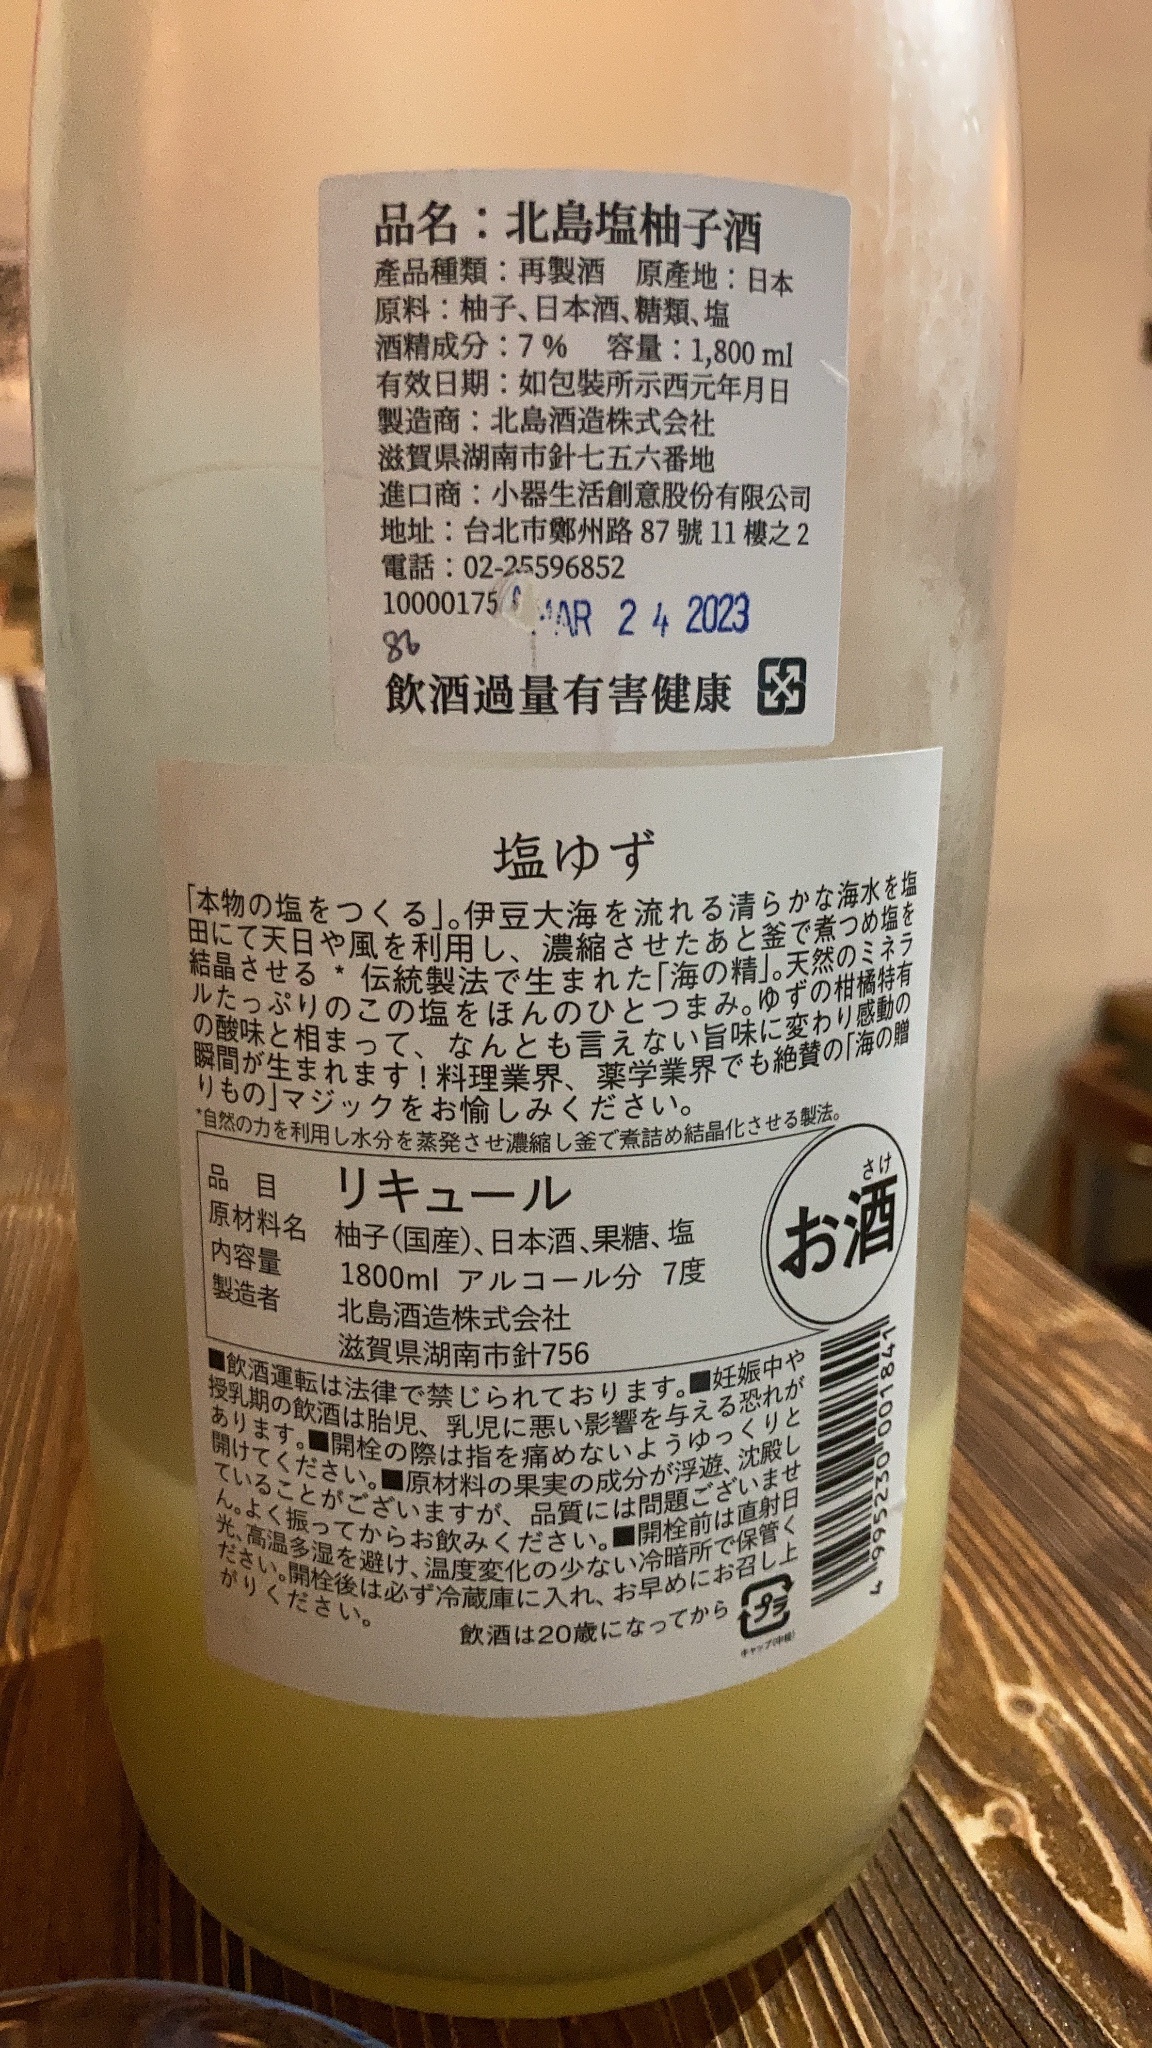 品名：北島塩柚子酒
產品種類：再製酒 原產地：日本
原料：柚子、日本酒、糖類、塩
酒精成分：7 % 容量：1,800 ml
有效日期：如包裝所示西元年月日
製造商：北島酒造株式会社
滋賀県湖南市針七五六番地
進口商：小器生活創意股份有限公司
地址：台北市鄭州路 87 號 11 樓之 2
電話：02-25596852
10000175
MAR 24 2023
86
飲酒過量有害健康
塩ゆず
「本物の塩をつくる」。伊豆大海を流れる清らかな海水を塩
田にて天日や風を利用し、濃縮させたあと釜で煮つめ塩を
結晶させる * 伝統製法で生まれた「海の精」。天然のミネラ
ルたっぷりのこの塩をほんのひとつまみ。ゆずの柑橘特有
の酸味と相まって、なんとも言えない旨味に変わり感動の
瞬間が生まれます！料理業界、薬学業界でも絶賛の「海の贈
りもの」マジックをお愉しみください。
*自然の力を利用し水分を蒸発させ濃縮し釜で煮詰め結晶化させる製法。
品目 リキュール
原材料名 柚子(国産)、日本酒、果糖、塩
内容量 1800ml アルコール分 7度
製造者 北島酒造株式会社
滋賀県湖南市針756
さけ
お酒
■飲酒運転は法律で禁じられております。■妊娠中や
授乳期の飲酒は胎児、乳児に悪い影響を与える恐れが
あります。■開栓の際は指を痛めないようゆっくりと
開けてください。■原材料の果実の成分が浮遊、沈殿し
ていることがございますが、品質には問題ございませ
ん。よく振ってからお飲みください。■開栓前は直射日
光、高温多湿を避け、温度変化の少ない冷暗所で保管く
ださい。開栓後は必ず冷蔵庫に入れ、お早めにお召し上
がりください。
飲酒は20歳になってから
プラ
キャップ(中栓)
4995230001841